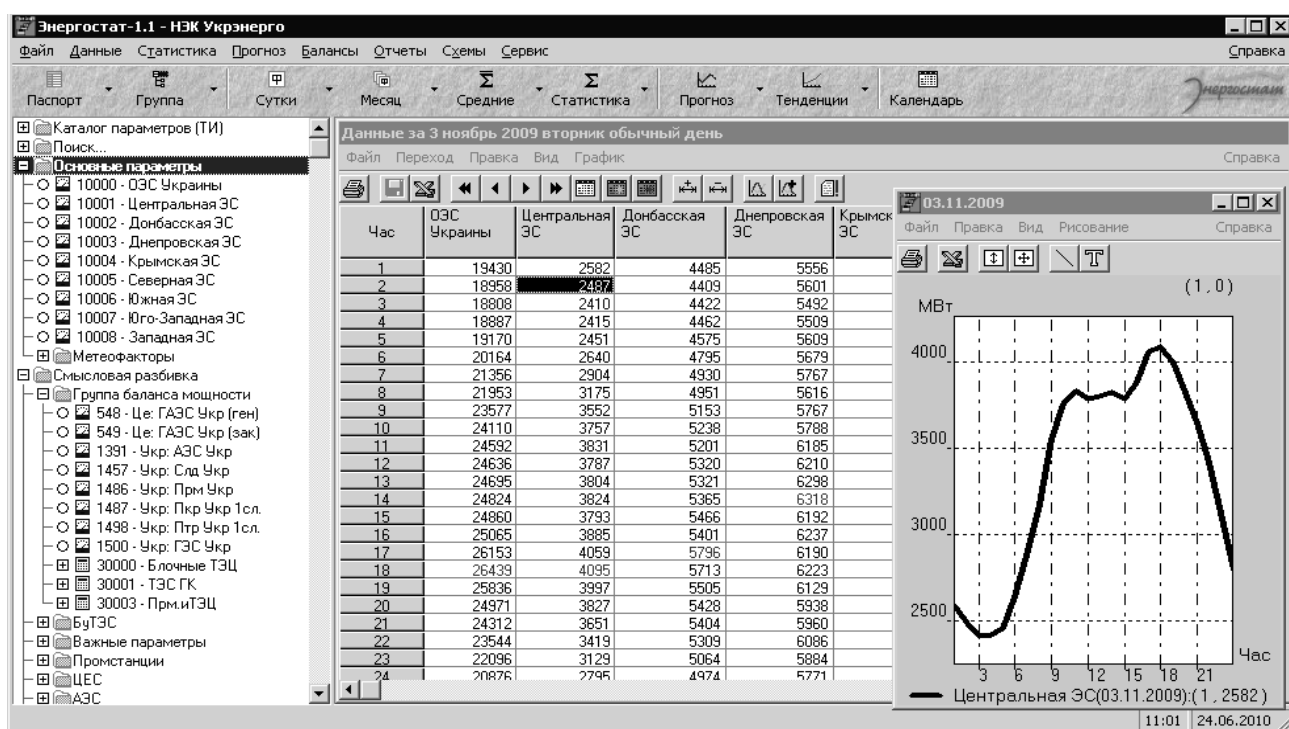 Энергостат-1.1 - НЭК Укрэнерго
Файл Данные Статистика Прогноз Балансы Отчеты Схемы Сервис Справка
Паспорт Группа Сутки Месяц Средние Статистика Прогноз Тенденции Календарь Энергостат
Каталог параметров (ТИ)
Поиск...
Основные параметры
10000 - ОЭС Украины
10001 - Центральная ЭС
10002 - Донбасская ЭС
10003 - Днепровская ЭС
10004 - Крымская ЭС
10005 - Северная ЭС
10006 - Южная ЭС
10007 - Юго-Западная ЭС
10008 - Западная ЭС
Метеофакторы
Смысловая разбивка
Группа баланса мощности
548 - Це: ГАЭС Укр (ген)
549 - Це: ГАЭС Укр (зак)
1391 - Укр: АЭС Укр
1457 - Укр: Слд Укр
1486 - Укр: Прм Укр
1487 - Укр: Пкр Укр 1сл.
1498 - Укр: Птр Укр 1сл.
1500 - Укр: ГЭС Укр
30000 - Блочные ТЭЦ
30001 - ТЭС ГК
30003 - Прм.иТЭЦ
БуТЭС
Важные параметры
Промстанции
ЦЕС
АЭС
Данные за 3 ноябрь 2009 вторник обычный день
Файл Переход Правка Вид График Справка
Час ОЭС Украины Центральная ЭС Донбасская ЭС Днепровская ЭС Крымск ЭС
1 19430 2582 4485 5556
2 18958 2487 4409 5601
3 18808 2410 4422 5492
4 18887 2415 4462 5509
5 19170 2451 4575 5609
6 20164 2640 4795 5679
7 21356 2904 4930 5767
8 21953 3175 4951 5616
9 23577 3552 5153 5767
10 24110 3757 5238 5788
11 24592 3831 5201 6185
12 24636 3787 5320 6210
13 24695 3804 5321 6298
14 24824 3824 5365 6318
15 24860 3793 5466 6192
16 25065 3885 5401 6237
17 26153 4059 5796 6190
18 26439 4095 5713 6223
19 25836 3997 5505 6129
20 24971 3827 5428 5938
21 24312 3651 5404 5960
22 23544 3419 5309 6086
23 22096 3129 5064 5884
24 20876 2795 4974 5771
03.11.2009
Файл Правка Вид Рисование Справка
(1,0)
МВт
4000
3500
3000
2500
Час
3 6 9 12 15 18 21
Центральная ЭС(03.11.2009):(1,2582)
11:01 24.06.2010